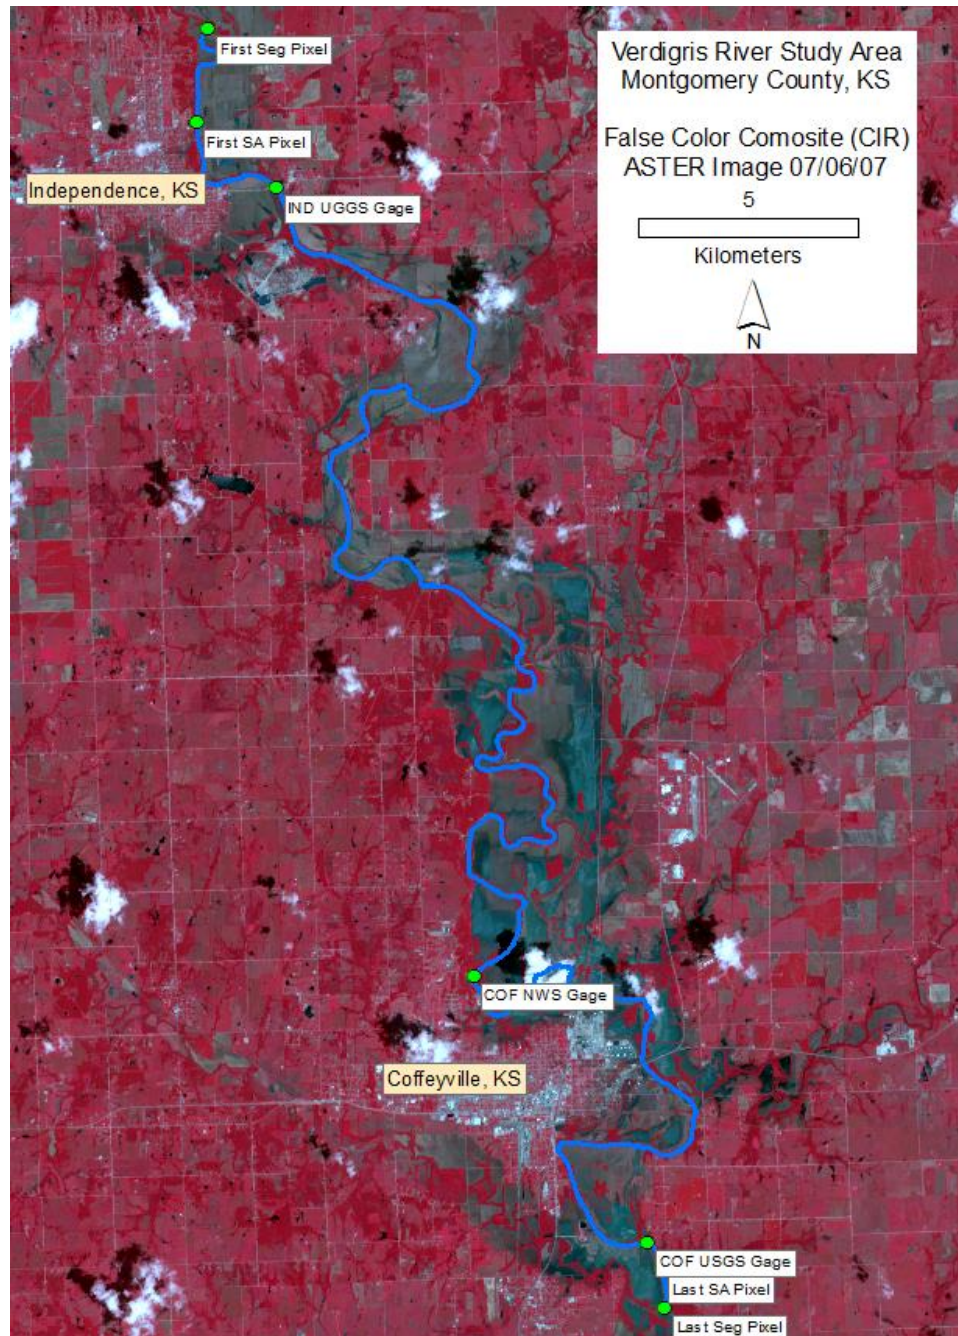 First Seg Pixel
First SA Pixel
Independence, KS
IND UGGS Gage
Verdigris River Study Area
Montgomery County, KS
False Color Comosite (CIR)
ASTER Image 07/06/07
5
Kilometers
N
COF NWS Gage
Coffeyville, KS
COF USGS Gage
Last SA Pixel
Last Seg Pixel